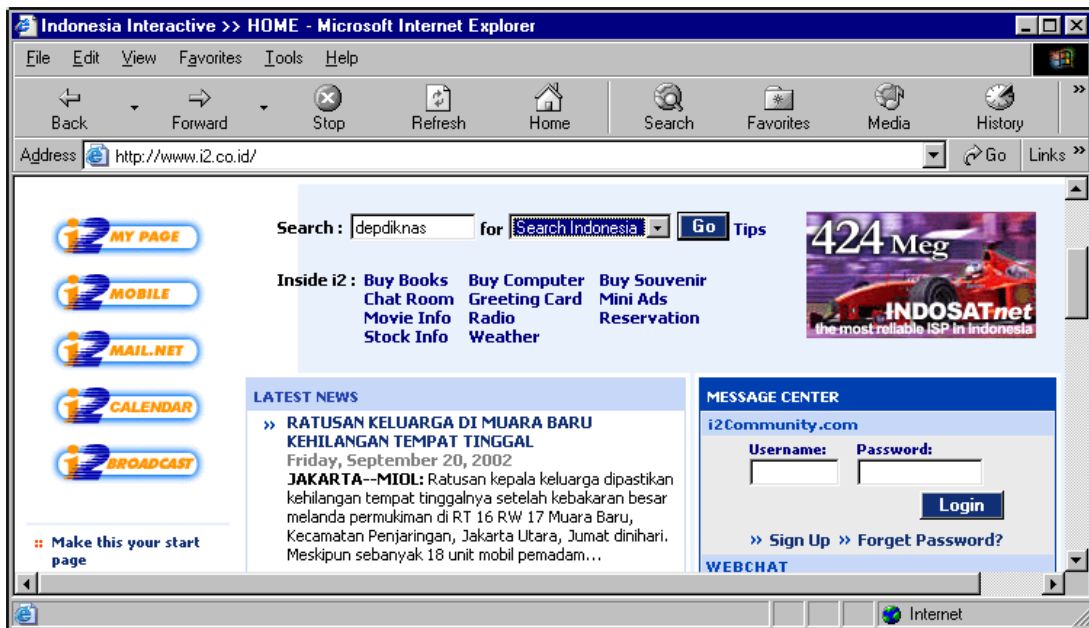 Indonesia Interactive >> HOME - Microsoft Internet Explorer
File Edit View Favorites Tools Help
Back Forward Stop Refresh Home Search Favorites Media History »
Address http://www.i2.co.id/ Go Links »
Search : depdiknas for Search Indonesia Go Tips
Inside i2 : Buy Books Buy Computer Buy Souvenir
Chat Room Greeting Card Mini Ads
Movie Info Radio Reservation
Stock Info Weather
424 Meg
INDOSATnet
the most reliable ISP in Indonesia
i2 MY PAGE
i2 MOBILE
i2 MAIL.NET
i2 CALENDAR
i2 BROADCAST
:: Make this your start
page
LATEST NEWS
» RATUSAN KELUARGA DI MUARA BARU
KEHILANGAN TEMPAT TINGGAL
Friday, September 20, 2002
JAKARTA--MIOL: Ratusan kepala keluarga dipastikan
kehilangan tempat tinggalnya setelah kebakaran besar
melanda permukiman di RT 16 RW 17 Muara Baru,
Kecamatan Penjaringan, Jakarta Utara, Jumat dinihari.
Meskipun sebanyak 18 unit mobil pemadam...
MESSAGE CENTER
i2Community.com
Username: Password:
Login
» Sign Up » Forget Password?
WEBCHAT
Internet